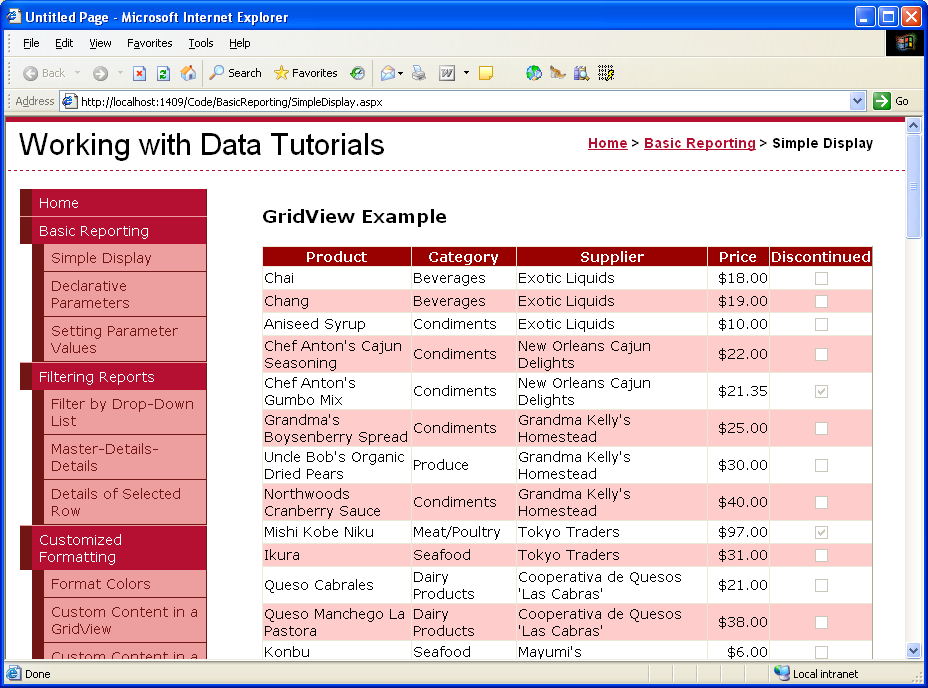 Untitled Page - Microsoft Internet Explorer
File Edit View Favorites Tools Help
Back Search Favorites
Address http://localhost:1409/Code/BasicReporting/SimpleDisplay.aspx Go
Working with Data Tutorials
Home > Basic Reporting > Simple Display
Home
Basic Reporting
Simple Display
Declarative
Parameters
Setting Parameter
Values
Filtering Reports
Filter by Drop-Down
List
Master-Details-
Details
Details of Selected
Row
Customized
Formatting
Format Colors
Custom Content in a
GridView
Custom Content in a
GridView Example
Product Category Supplier Price Discontinued
Chai Beverages Exotic Liquids $18.00
Chang Beverages Exotic Liquids $19.00
Aniseed Syrup Condiments Exotic Liquids $10.00
Chef Anton's Cajun
Seasoning
Condiments
New Orleans Cajun
Delights
$22.00
Chef Anton's
Gumbo Mix
Condiments
New Orleans Cajun
Delights
$21.35
Grandma's
Boysenberry Spread
Condiments
Grandma Kelly's
Homestead
$25.00
Uncle Bob's Organic
Dried Pears
Produce
Grandma Kelly's
Homestead
$30.00
Northwoods
Cranberry Sauce
Condiments
Grandma Kelly's
Homestead
$40.00
Mishi Kobe Niku Meat/Poultry Tokyo Traders $97.00
Ikura Seafood Tokyo Traders $31.00
Queso Cabrales
Dairy
Products
Cooperativa de Quesos
'Las Cabras'
$21.00
Queso Manchego La
Pastora
Dairy
Products
Cooperativa de Quesos
'Las Cabras'
$38.00
Konbu Seafood Mayumi's $6.00
Done Local intranet